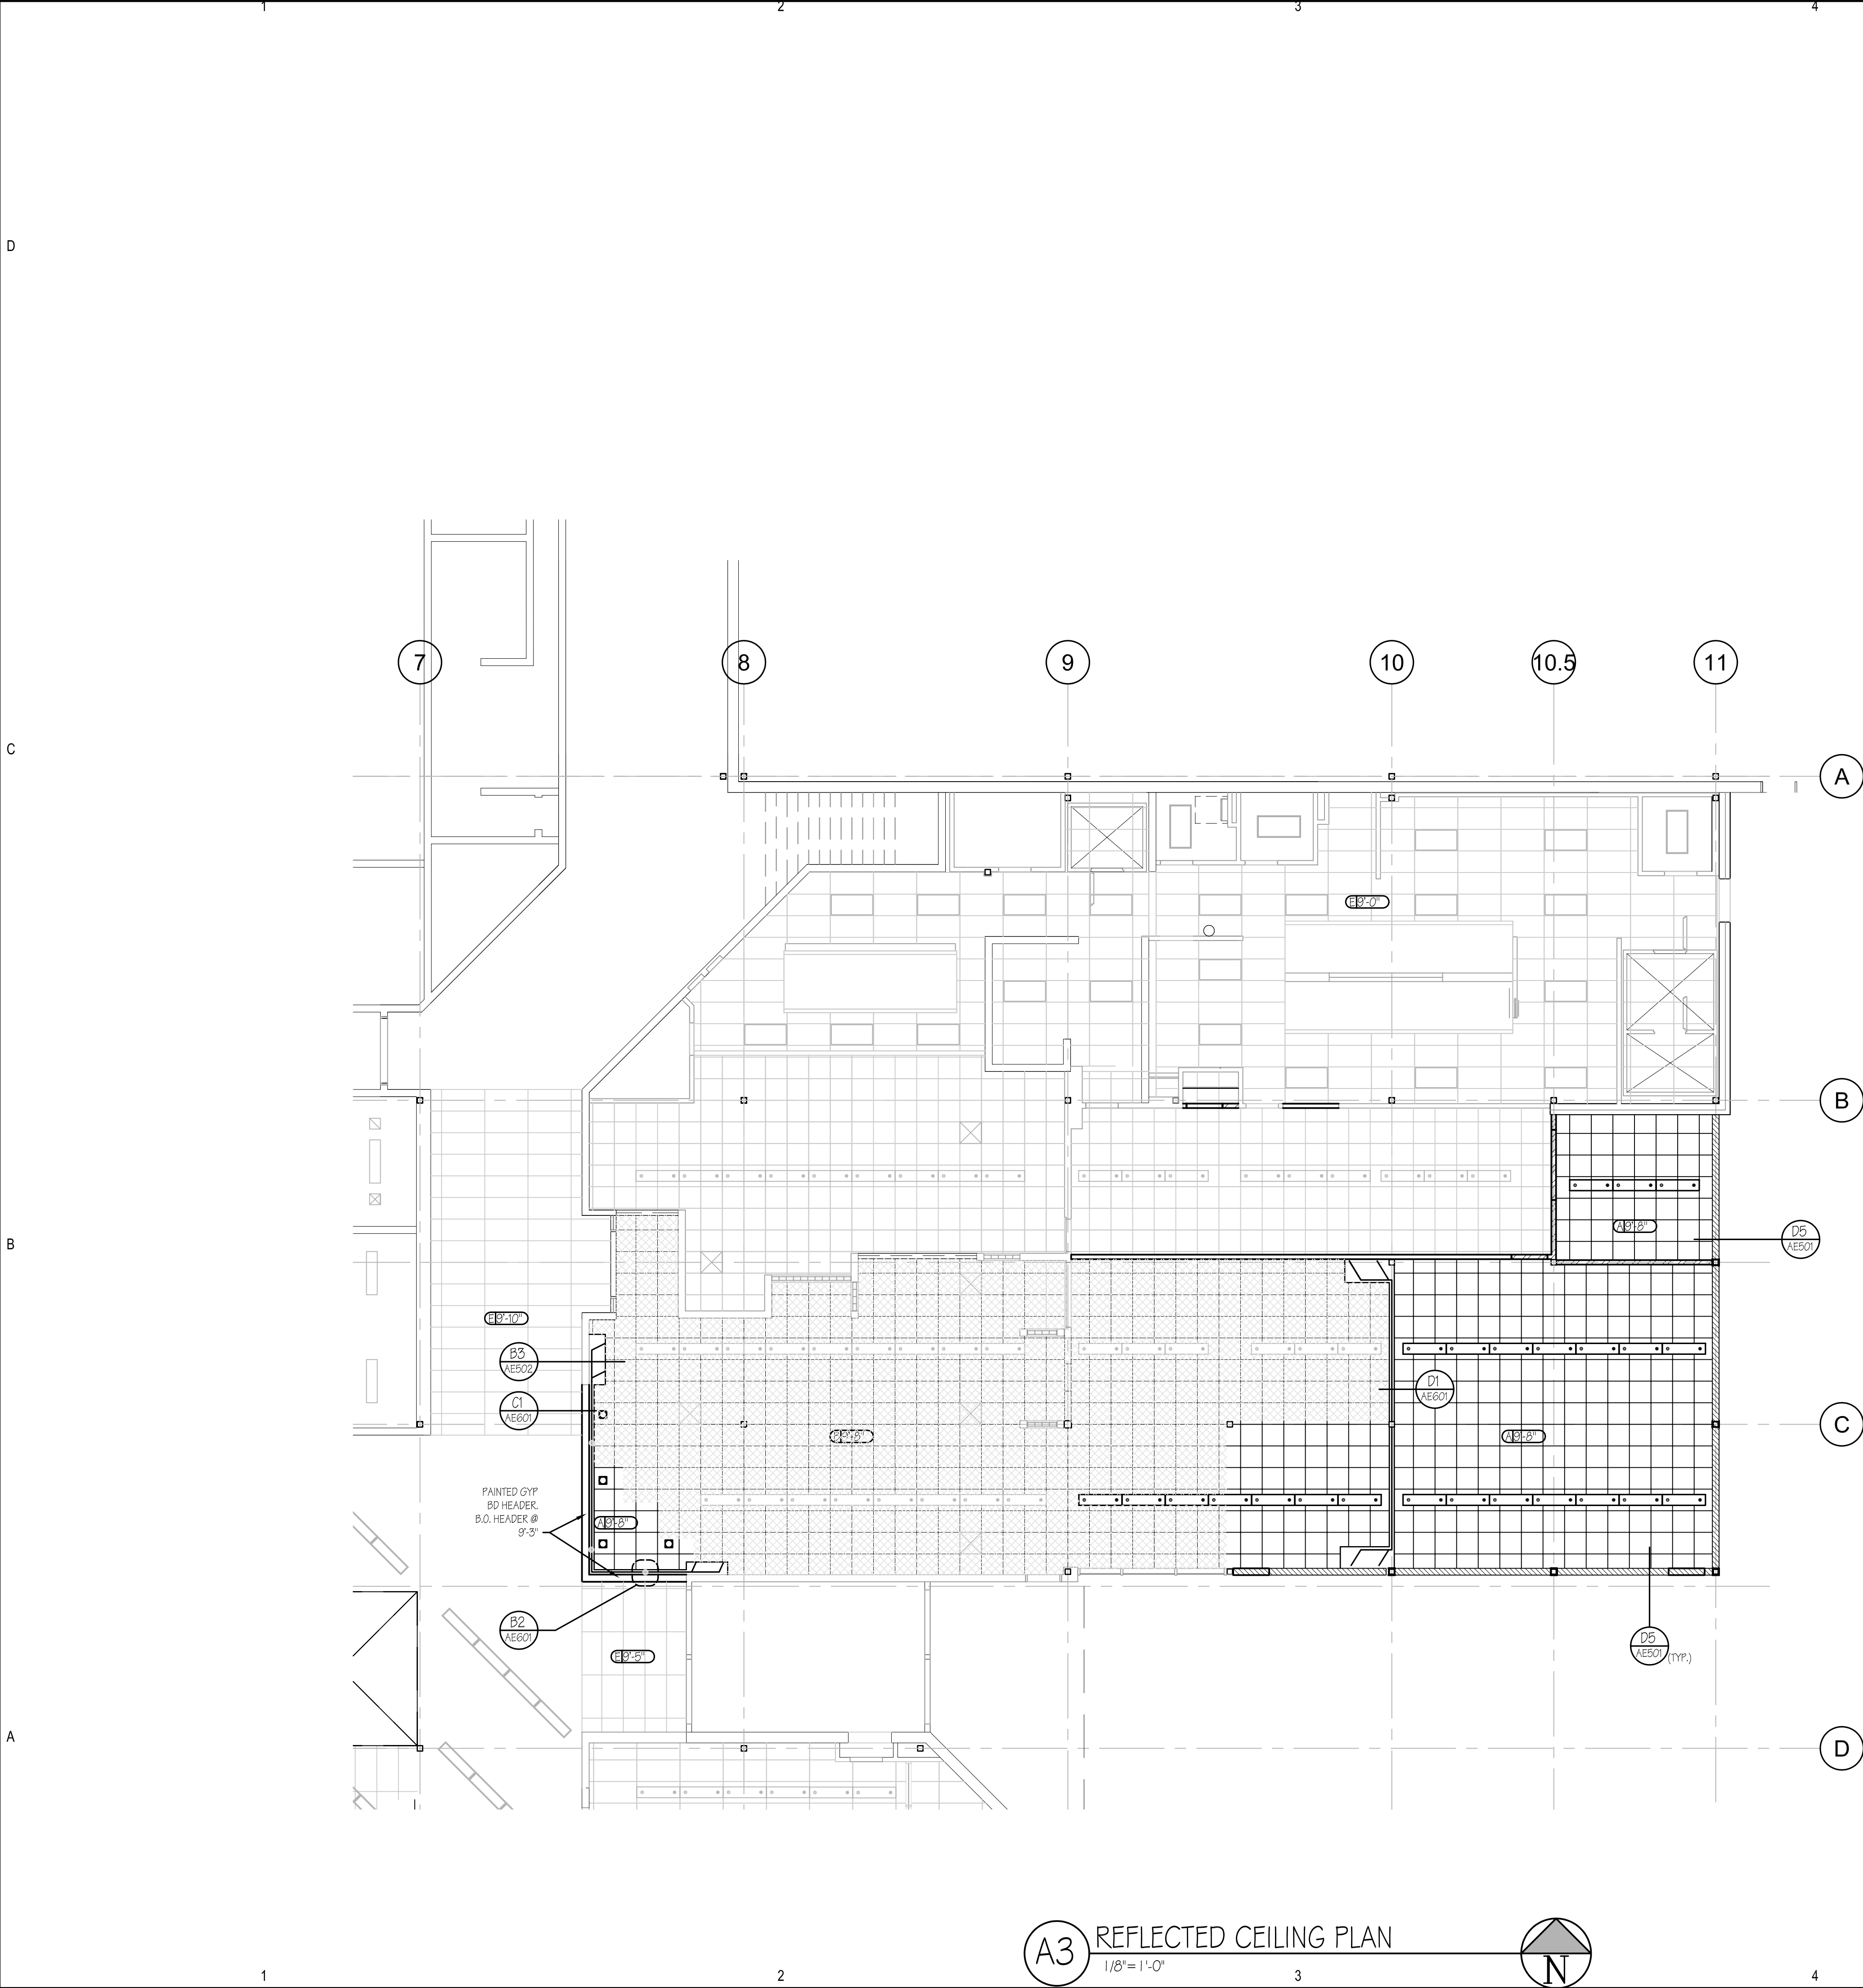 1 2 3 4
D
C
7 8 9 10 10.5 11
A
E 9'-0"
B
A 9'-8"
B
D5
AE501
E 9'-10"
B3
AE502
D1
AE601
C1
AE601
C
B 9'-8"
A 9'-8"
PAINTED GYP
BD HEADER.
B.O. HEADER @
9'-3"
A 9'-8"
B2
AE601
D5
AE501
(TYP.)
E 9'-5"
A
D
A3
REFLECTED CEILING PLAN
1/8"= 1'-0"
N
1 2 3 4